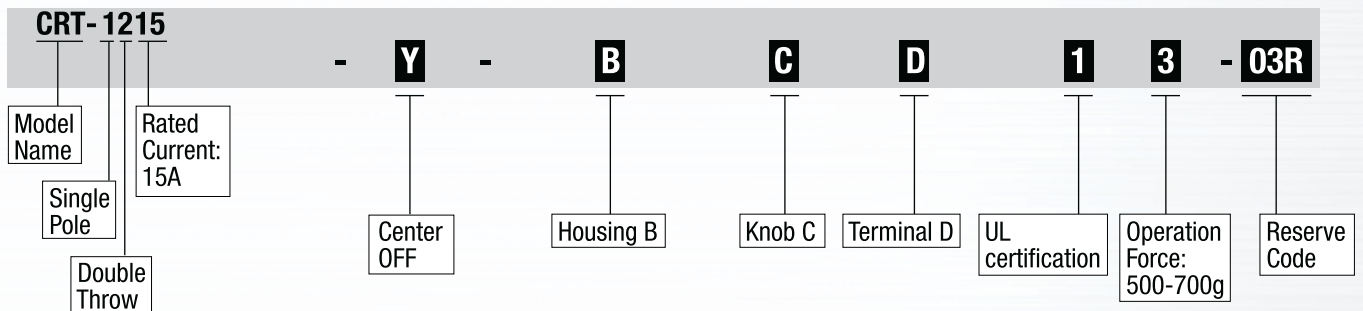 CRT-1215
- Y - B C D 1 3 - 03R
Model
Name
Single
Pole
Double
Throw
Rated
Current:
15A
Center
OFF
Housing B
Knob C
Terminal D
UL
certification
Operation
Force:
500-700g
Reserve
Code